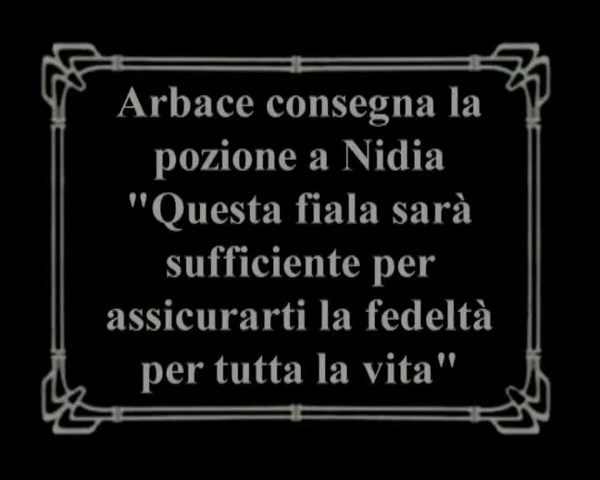 Arbace consegna la
pozione a Nidia
"Questa fiala sarà
sufficiente per
assicurarti la fedeltà
per tutta la vita"